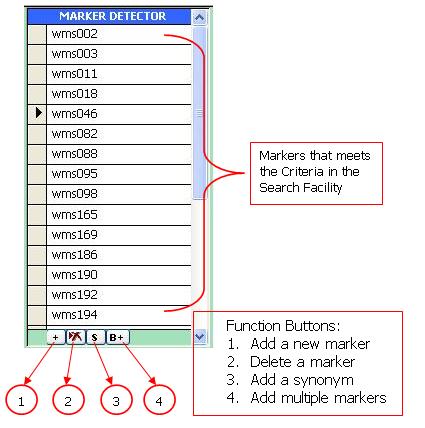 MARKER DETECTOR
wms002
wms003
wms011
wms018
wms046
wms082
wms088
wms095
wms098
wms165
wms169
wms186
wms190
wms192
wms194
+ S B+
Markers that meets
the Criteria in the
Search Facility
Function Buttons:
1. Add a new marker
2. Delete a marker
3. Add a synonym
4. Add multiple markers
1 2 3 4